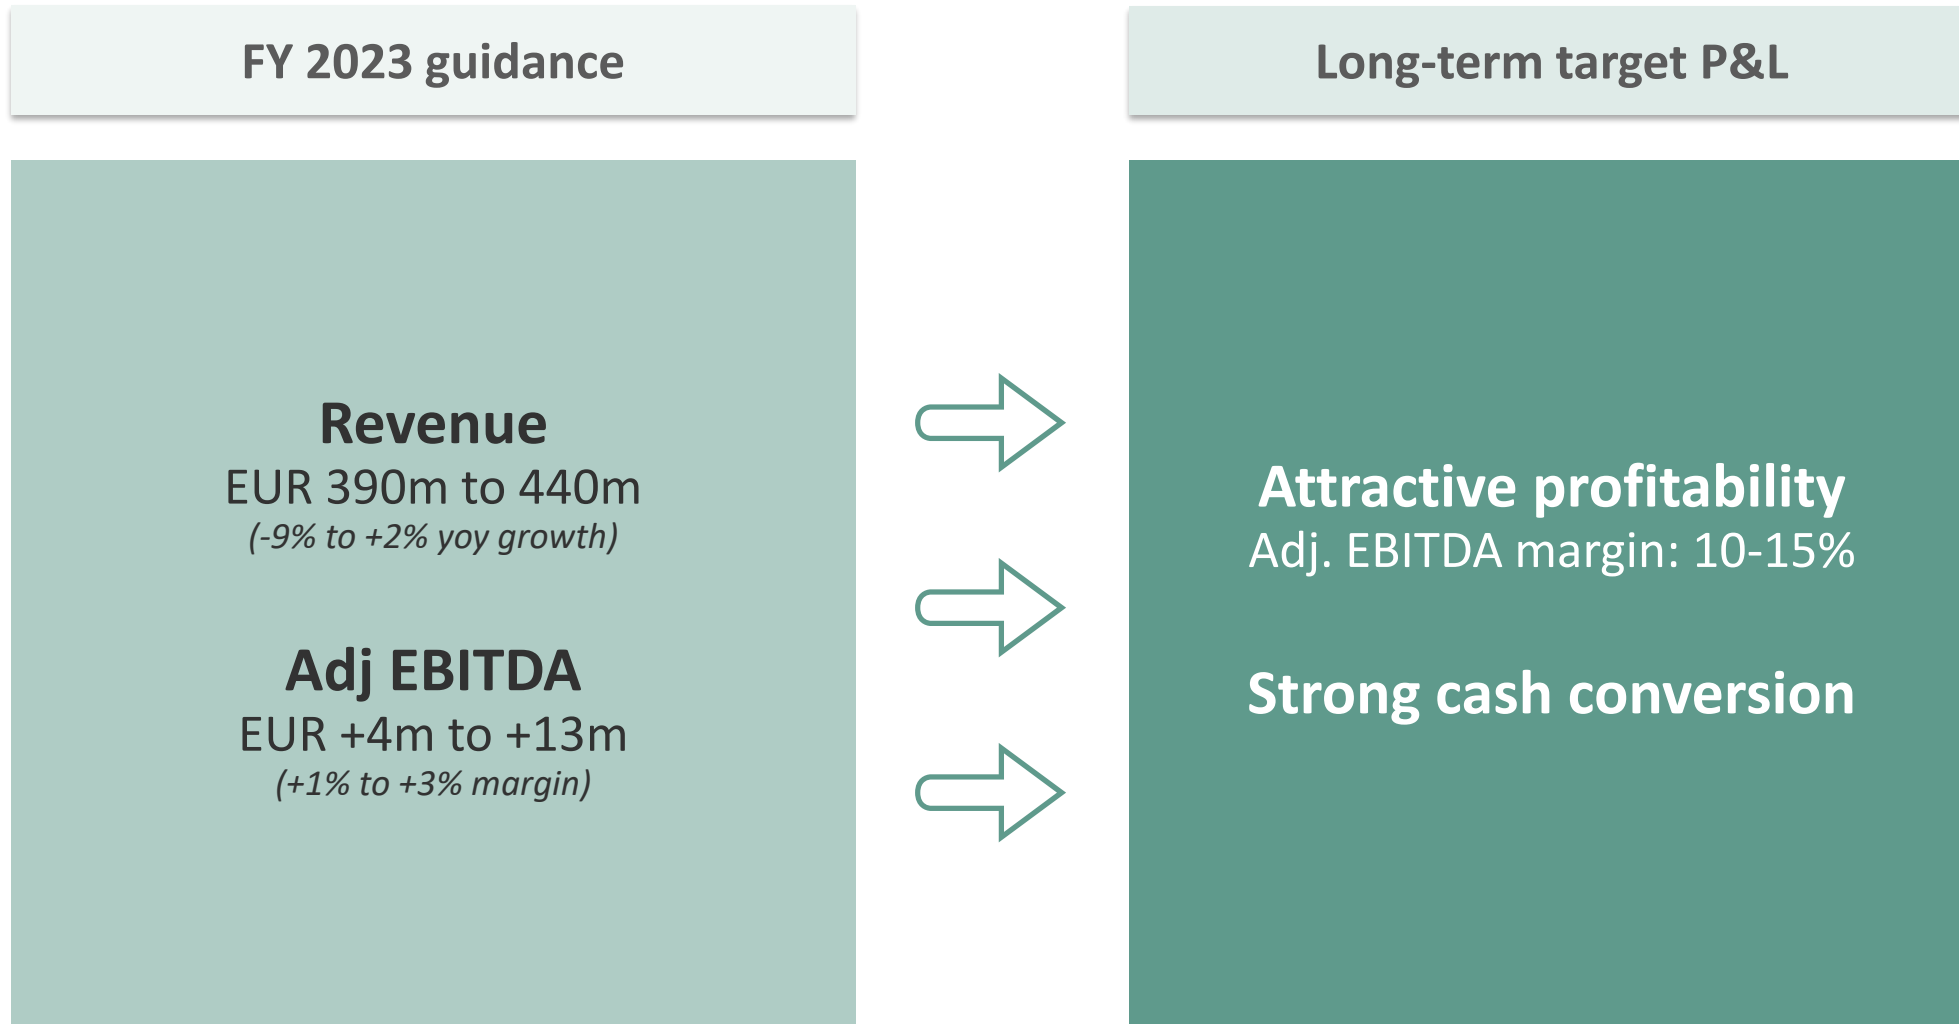 FY 2023 guidance
Revenue
EUR 390m to 440m
(-9% to +2% yoy growth)
Adj EBITDA
EUR +4m to +13m
(+1% to +3% margin)
Long-term target P&L
Attractive profitability
Adj. EBITDA margin: 10-15%
Strong cash conversion